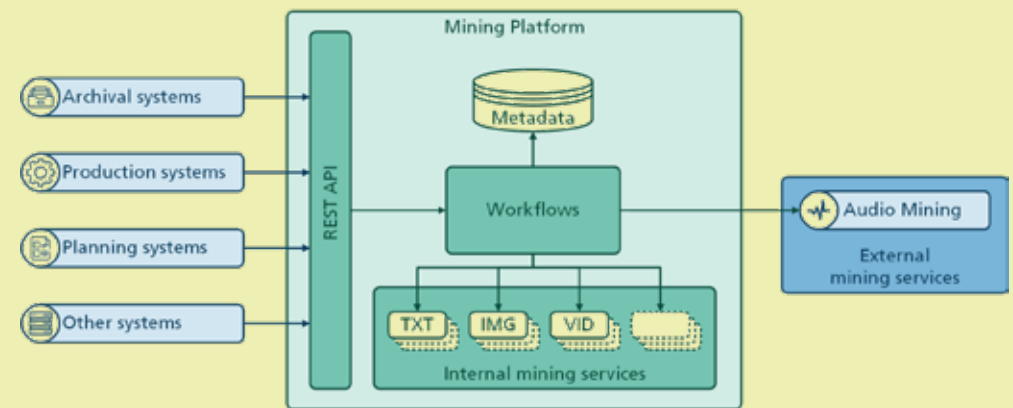 Mining Platform
Archival systems
Production systems
Planning systems
Other systems
REST API
Metadata
Workflows
TXT
IMG
VID
Internal mining services
Audio Mining
External
mining services